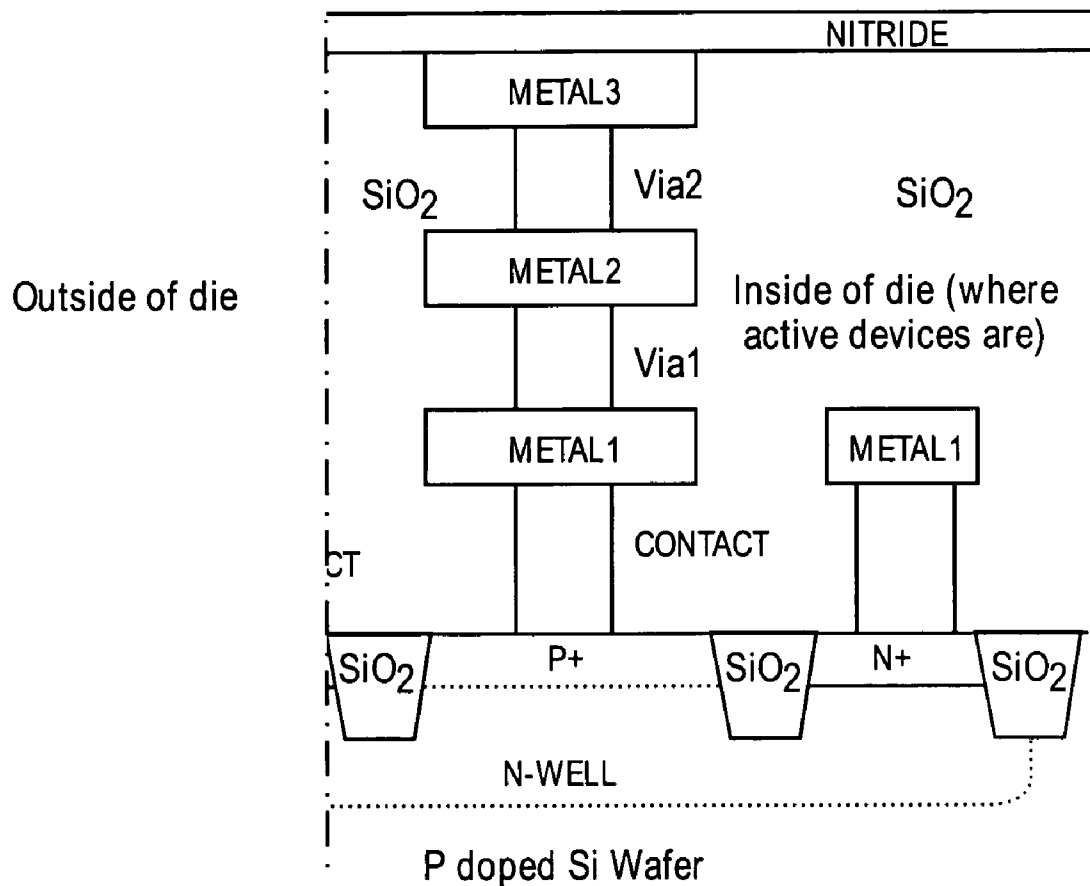 NITRIDE
METAL3
SiO2
Via2
SiO2
METAL2
Outside of die
Inside of die (where
active devices are)
Via1
METAL1
METAL1
CONTACT
CT
SiO2
P+
SiO2
N+
SiO2
N-WELL
P doped Si Wafer